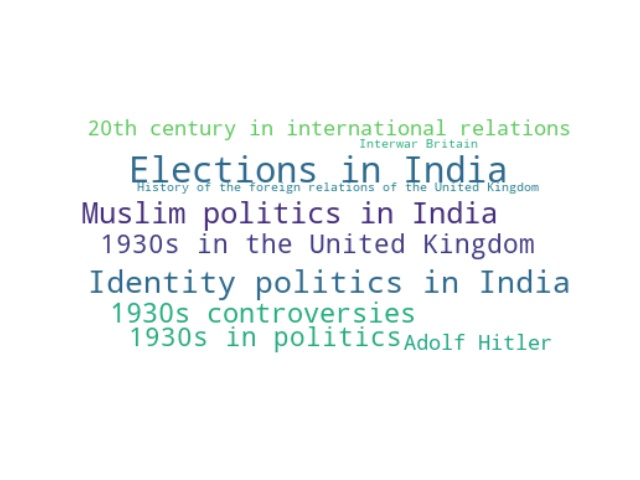 20th century in international relations
Interwar Britain
Elections in India
History of the foreign relations of the United Kingdom
Muslim politics in India
1930s in the United Kingdom
Identity politics in India
1930s controversies
1930s in politics
Adolf Hitler